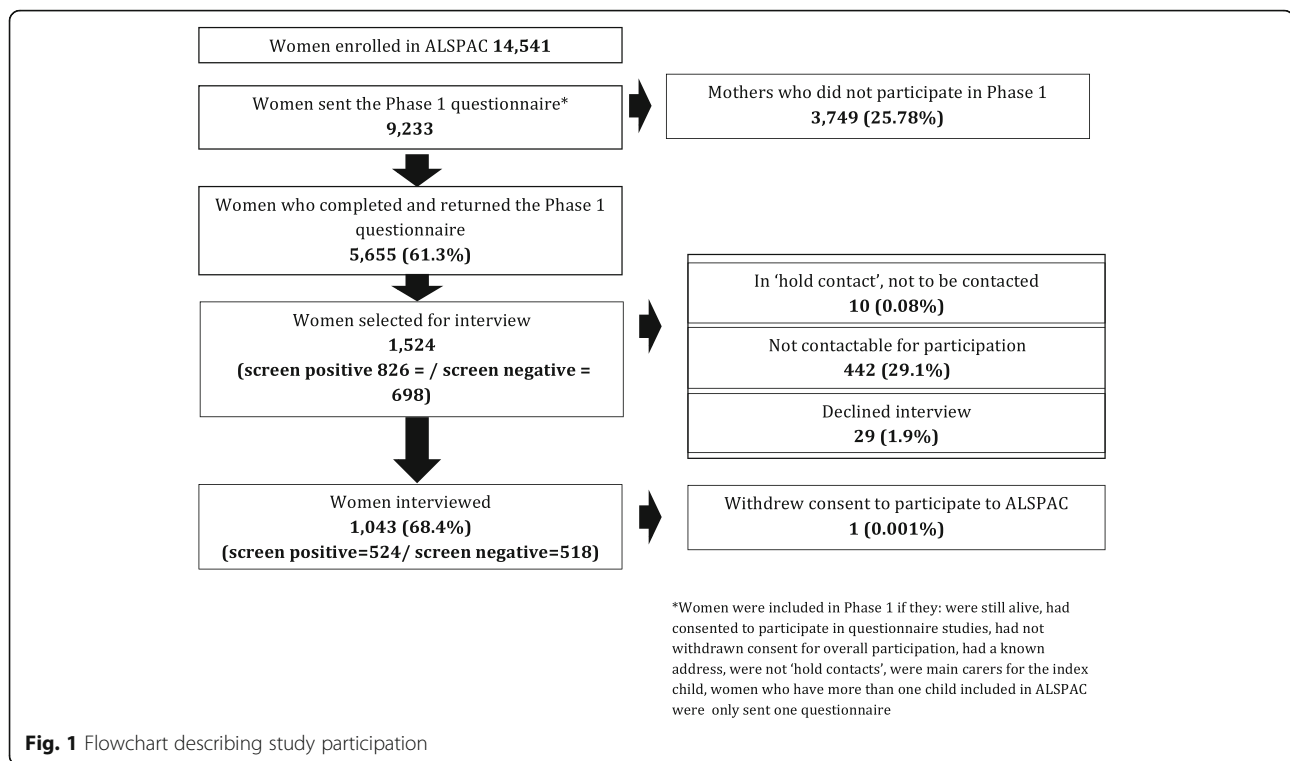 Women enrolled in ALSPAC 14,541
Women sent the Phase 1 questionnaire*
9,233
Mothers who did not participate in Phase 1
3,749 (25.78%)
Women who completed and returned the Phase 1
questionnaire
5,655 (61.3%)
Women selected for interview
1,524
(screen positive 826 = / screen negative =
698)
In ‘hold contact’, not to be contacted
10 (0.08%)
Not contactable for participation
442 (29.1%)
Declined interview
29 (1.9%)
Women interviewed
1,043 (68.4%)
(screen positive=524/ screen negative=518)
Withdrew consent to participate to ALSPAC
1 (0.001%)
*Women were included in Phase 1 if they: were still alive, had
consented to participate in questionnaire studies, had not
withdrawn consent for overall participation, had a known
address, were not ‘hold contacts’, were main carers for the index
child, women who have more than one child included in ALSPAC
were only sent one questionnaire
Fig. 1 Flowchart describing study participation